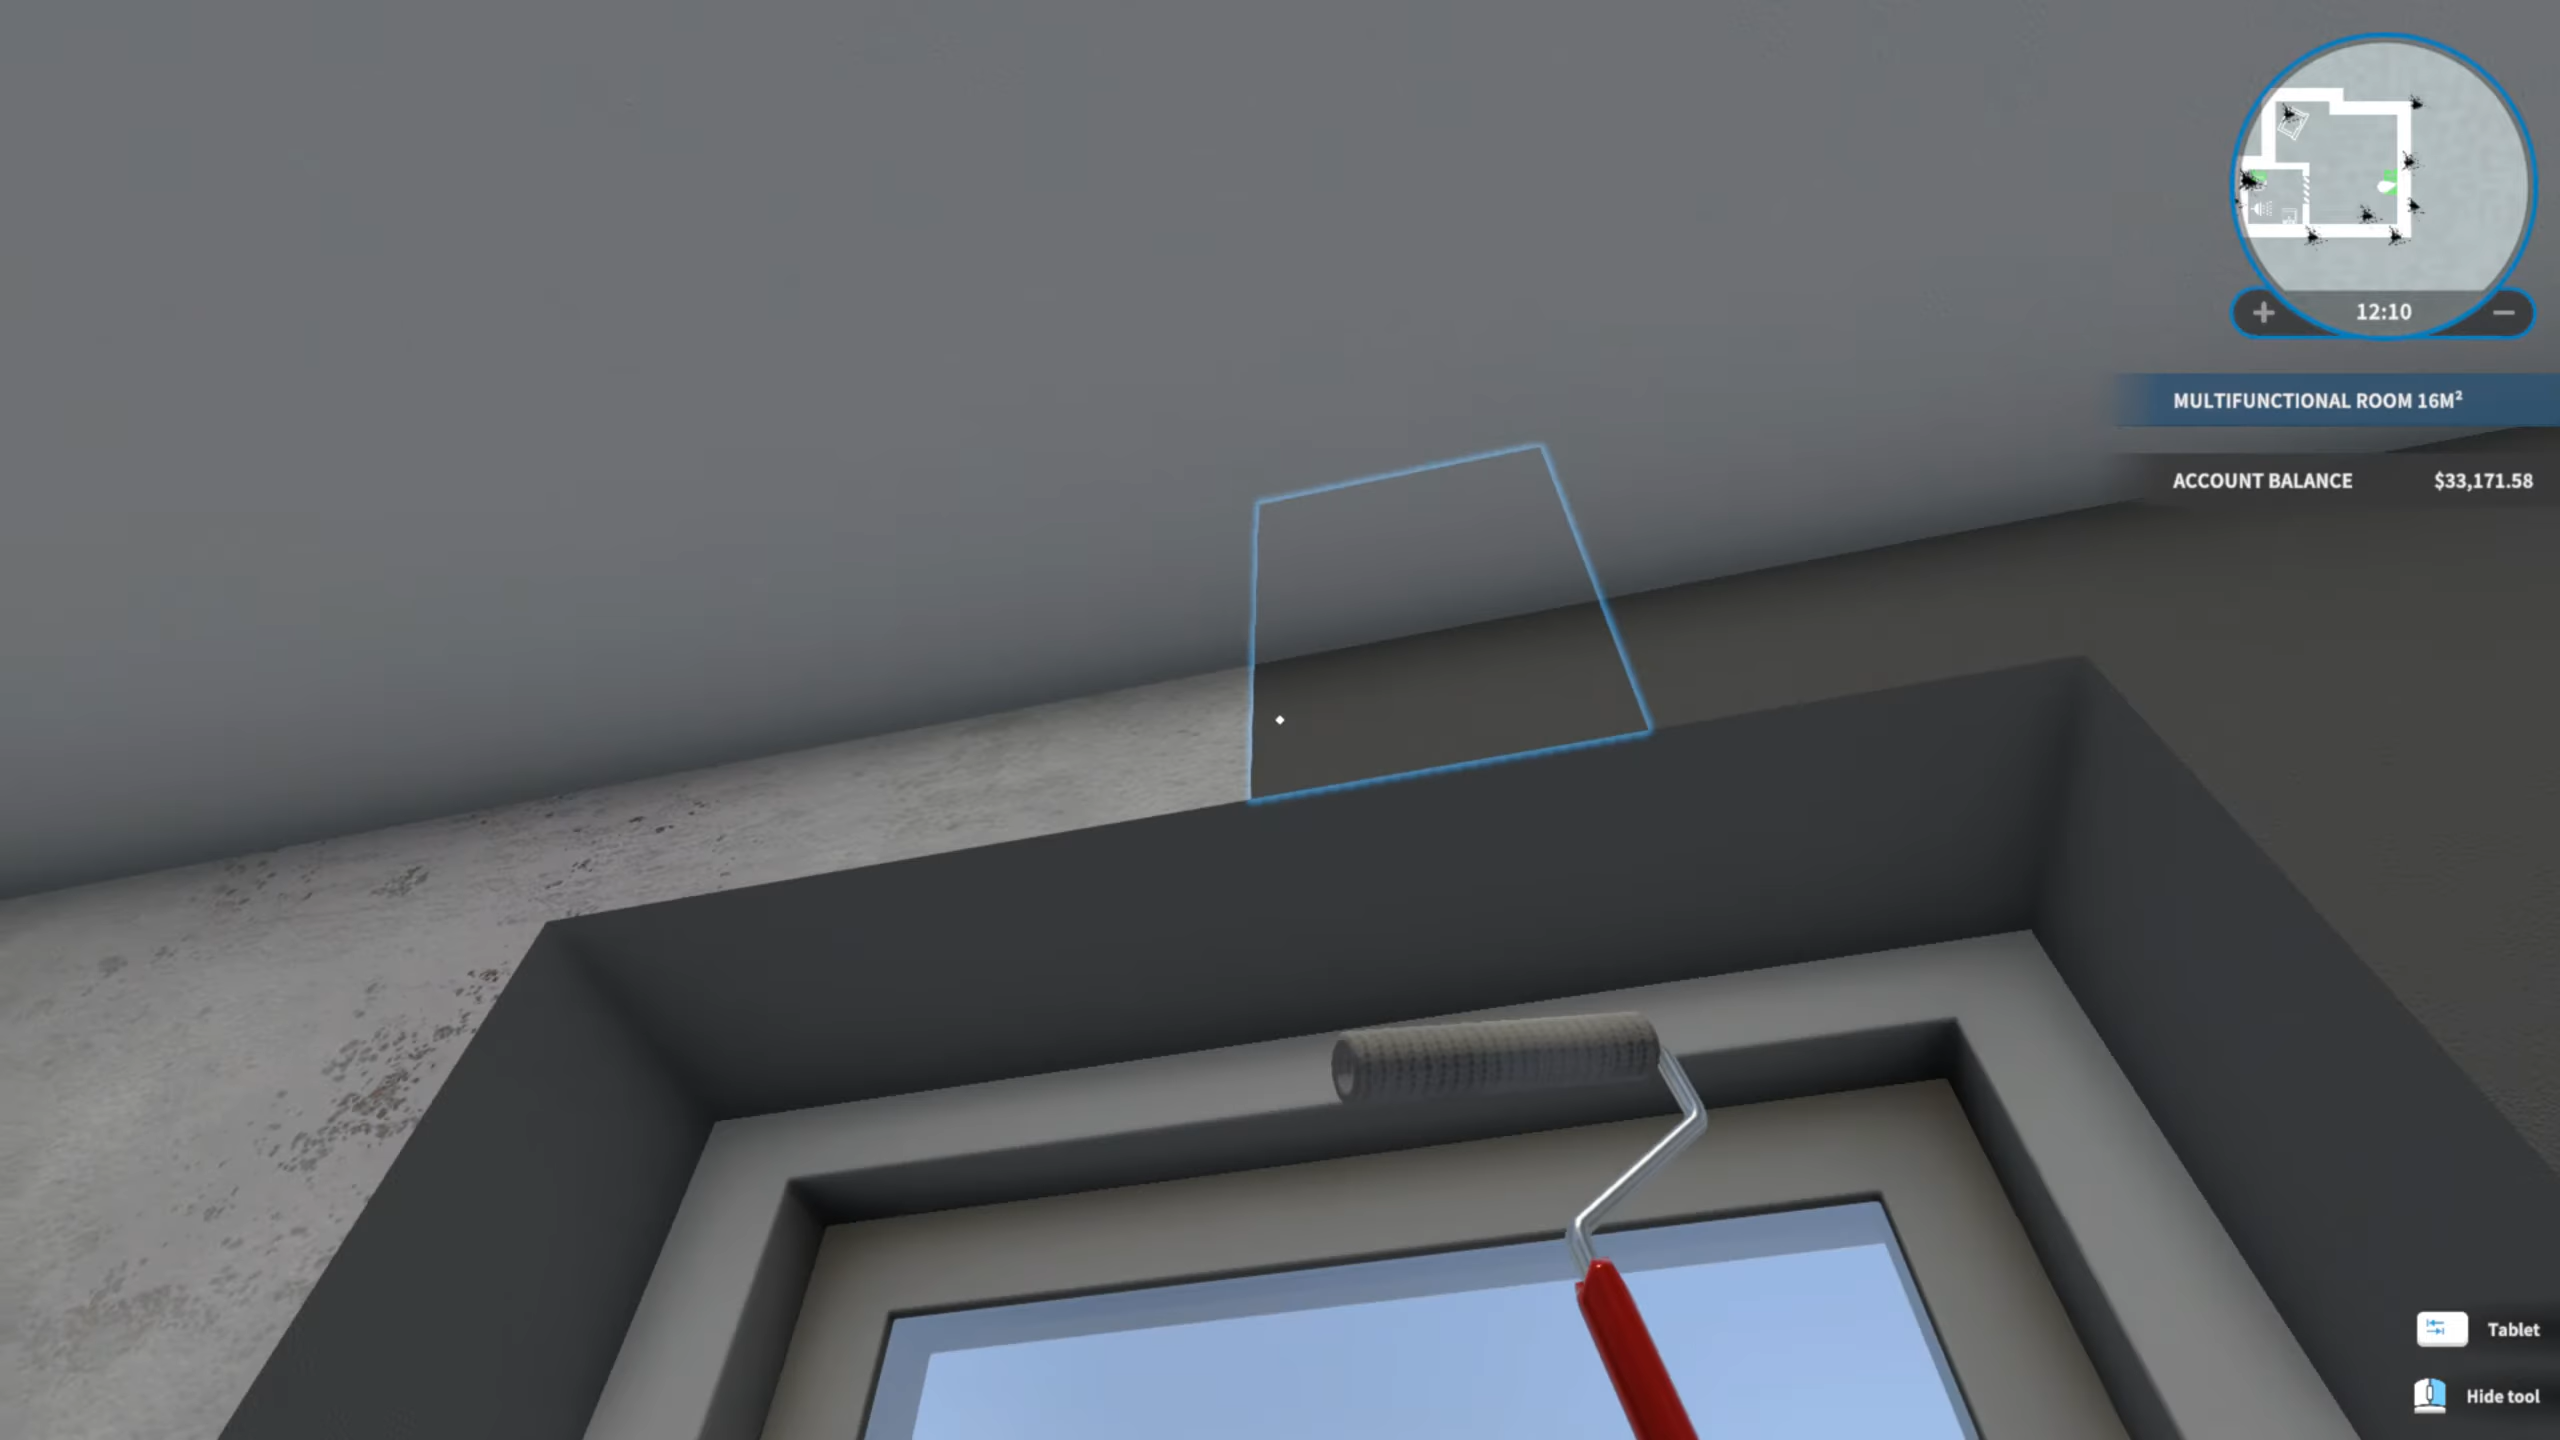 12:10
MULTIFUNCTIONAL ROOM 16M²
ACCOUNT BALANCE $33,171.58
Tablet
Hide tool